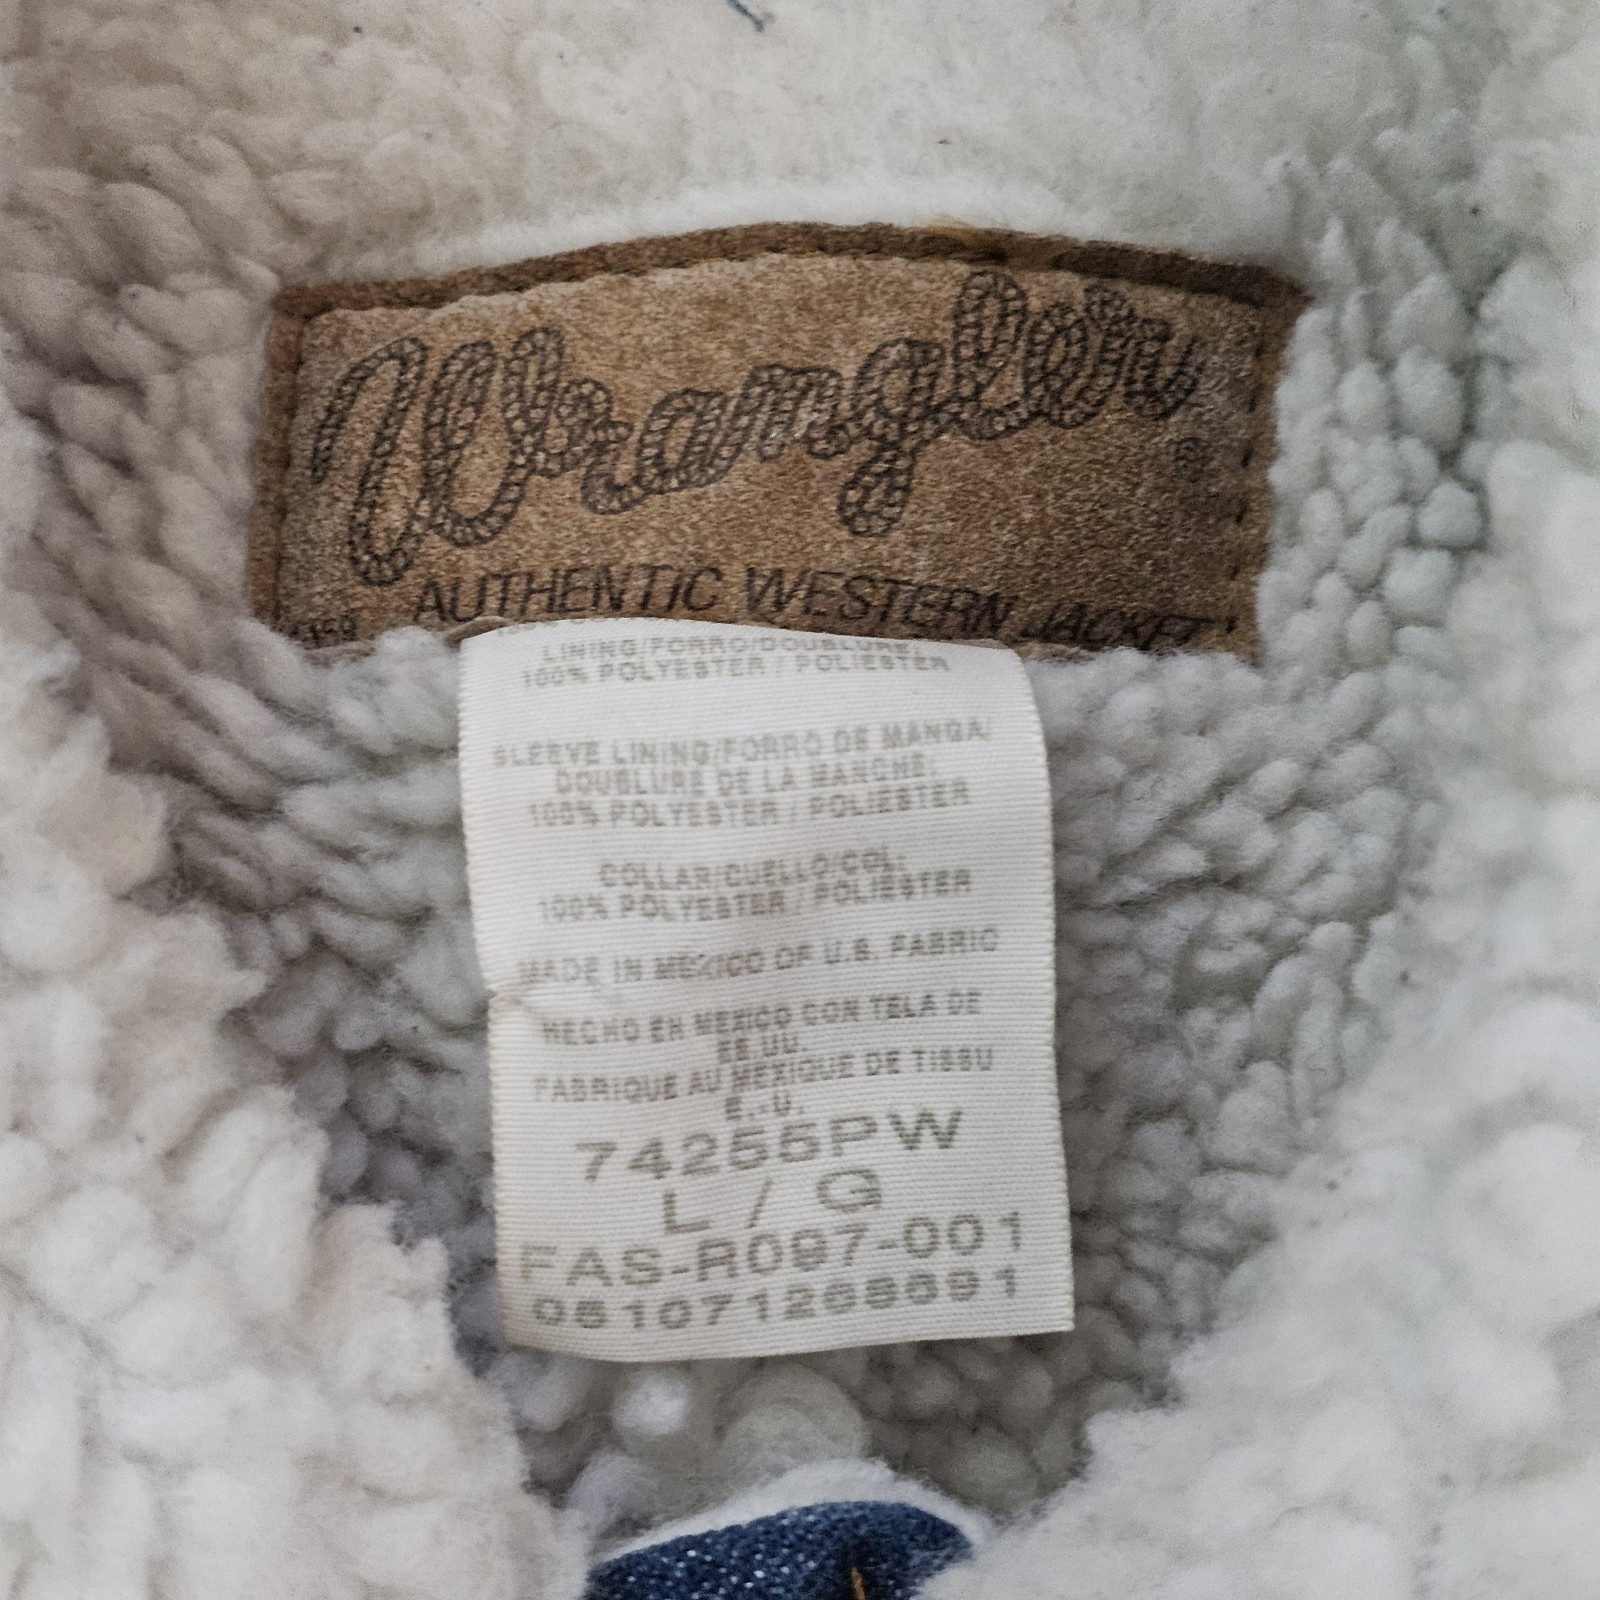 Wrangler
®
AUTHENTIC WESTERN JACKET
LINING/FORRO/DOUBLURE:
100% POLYESTER / POLIESTER
SLEEVE LINING/FORRO DE MANGA/
DOUBLURE DE LA MANCHE:
100% POLYESTER / POLIESTER
COLLAR/CUELLO/COL:
100% POLYESTER / POLIESTER
MADE IN MEXICO OF U.S. FABRIC
HECHO EN MEXICO CON TELA DE
EE.UU.
FABRIQUE AU MEXIQUE DE TISSU
E.-U.
74255PW
L / G
FAS-R097-001